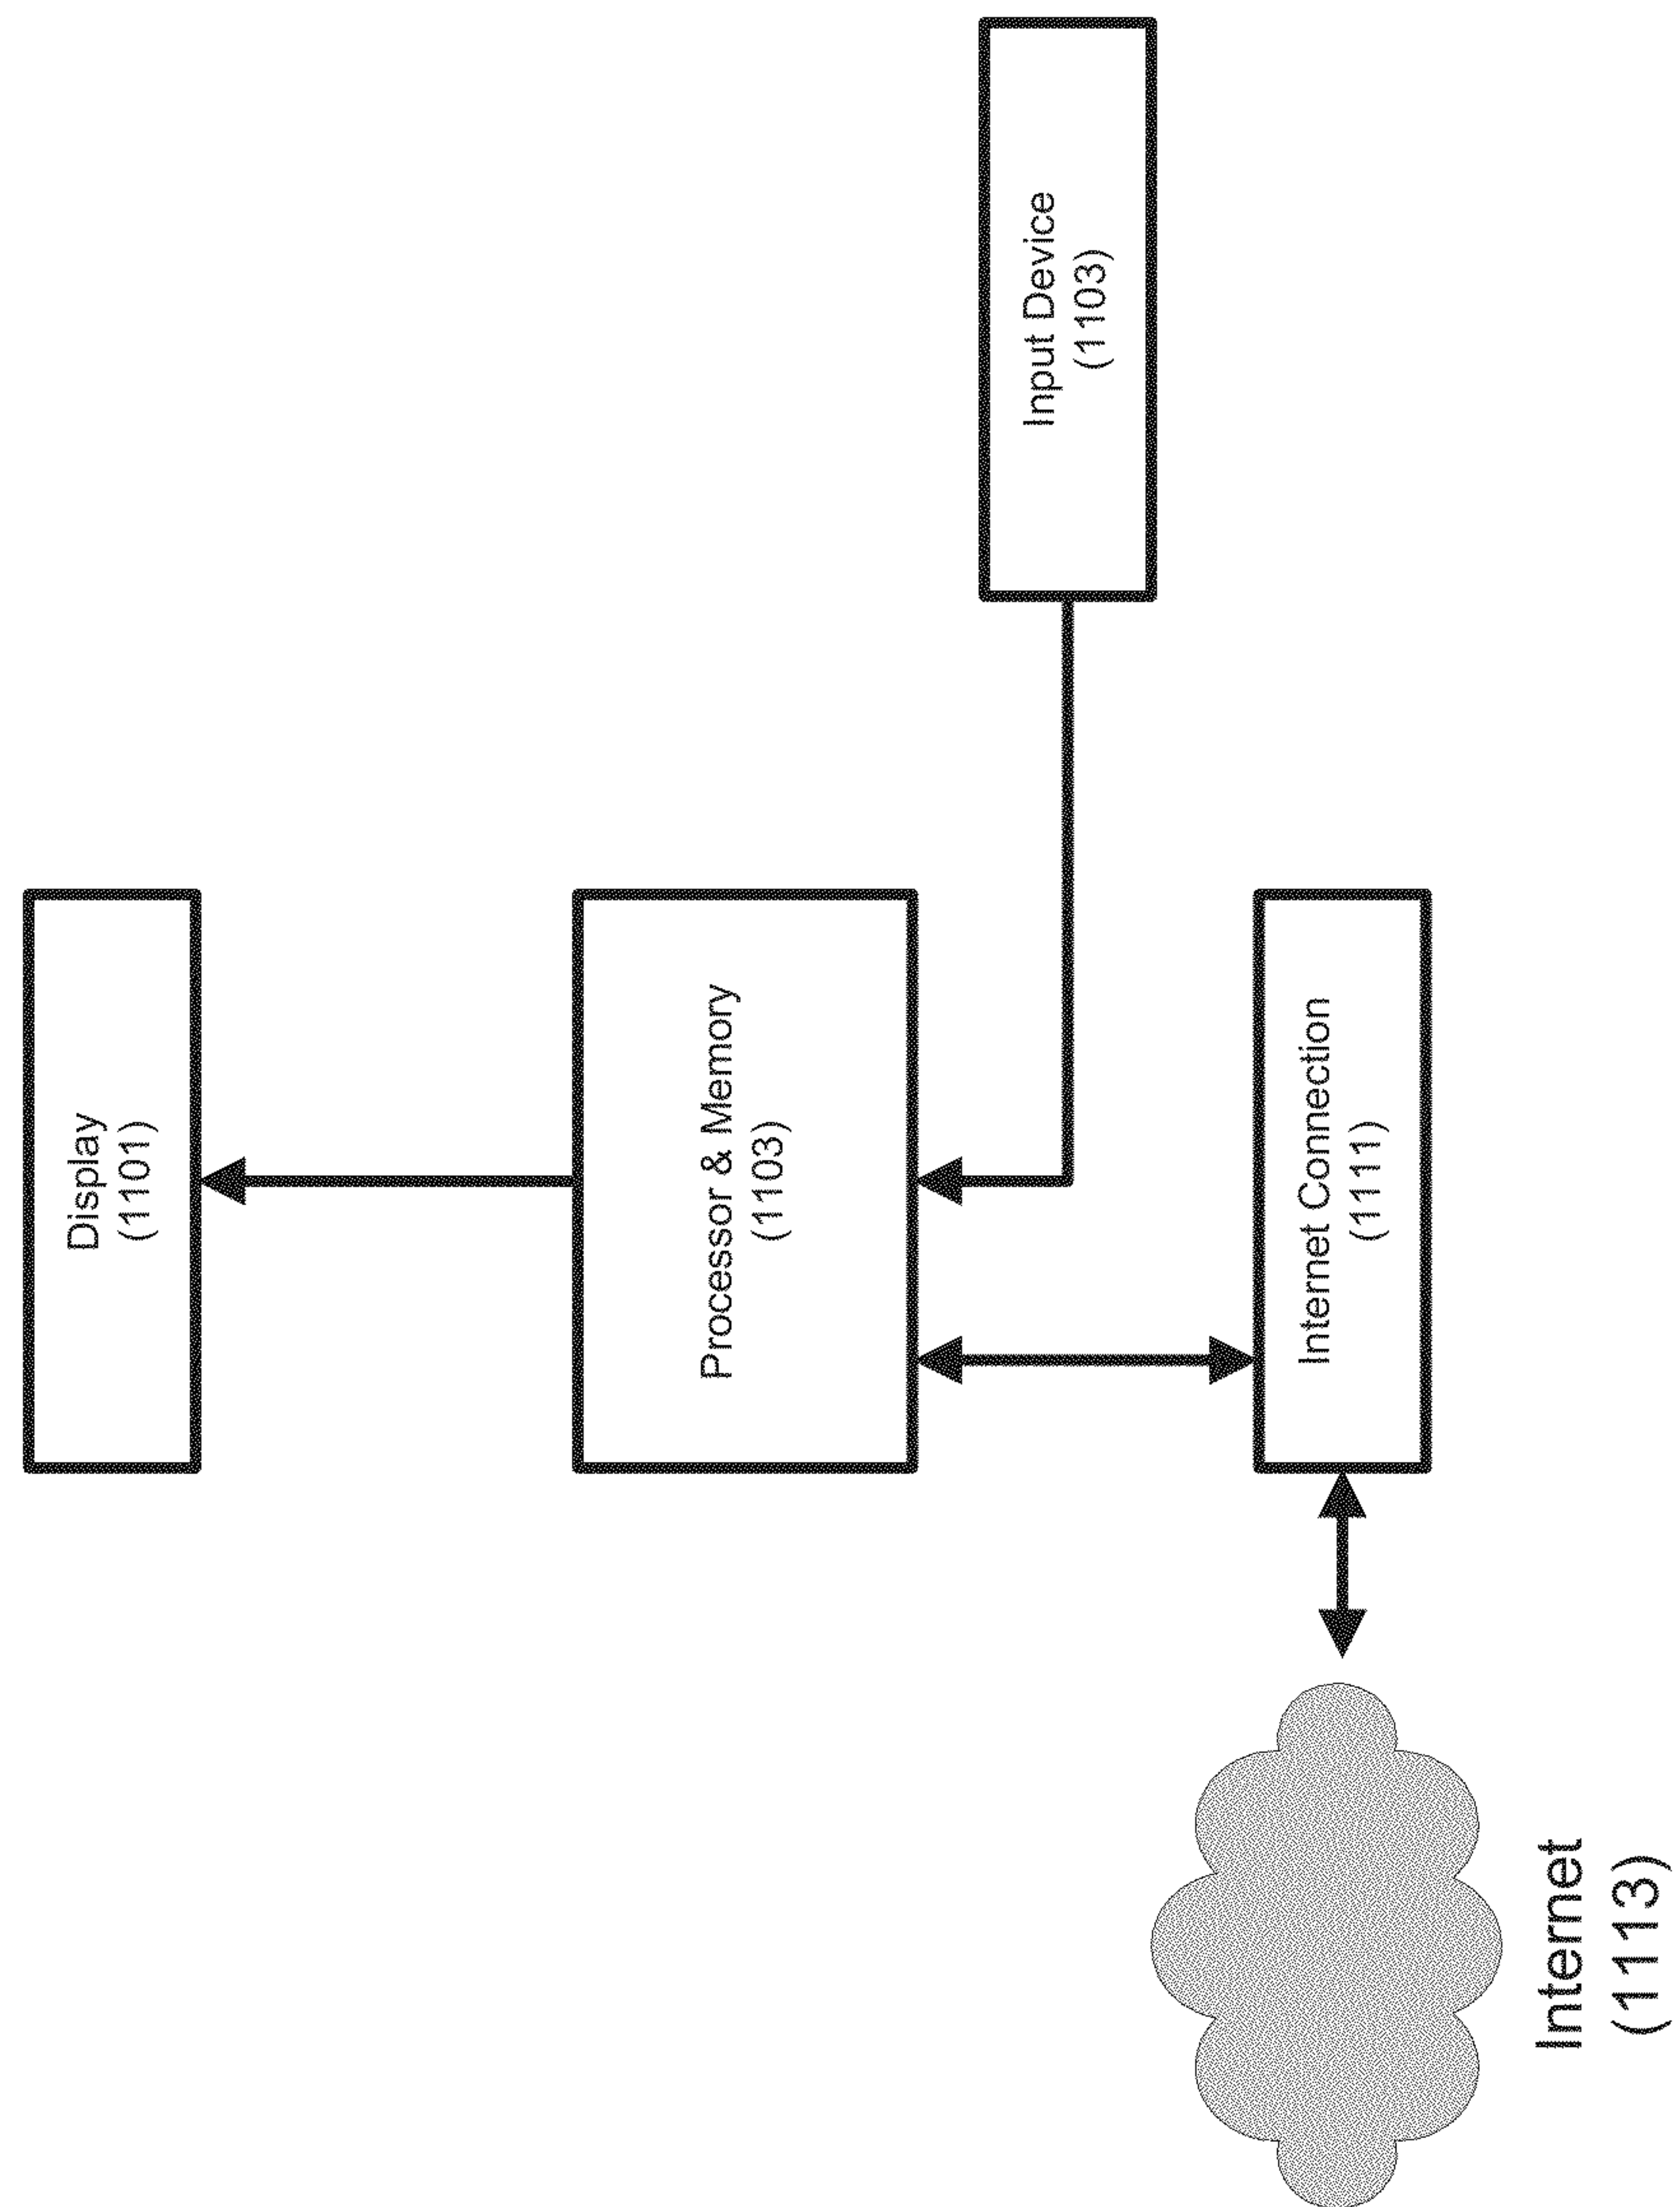 Display
(1101)
Processor & Memory
(1103)
Input Device
(1103)
Internet Connection
(1111)
Internet
(1113)